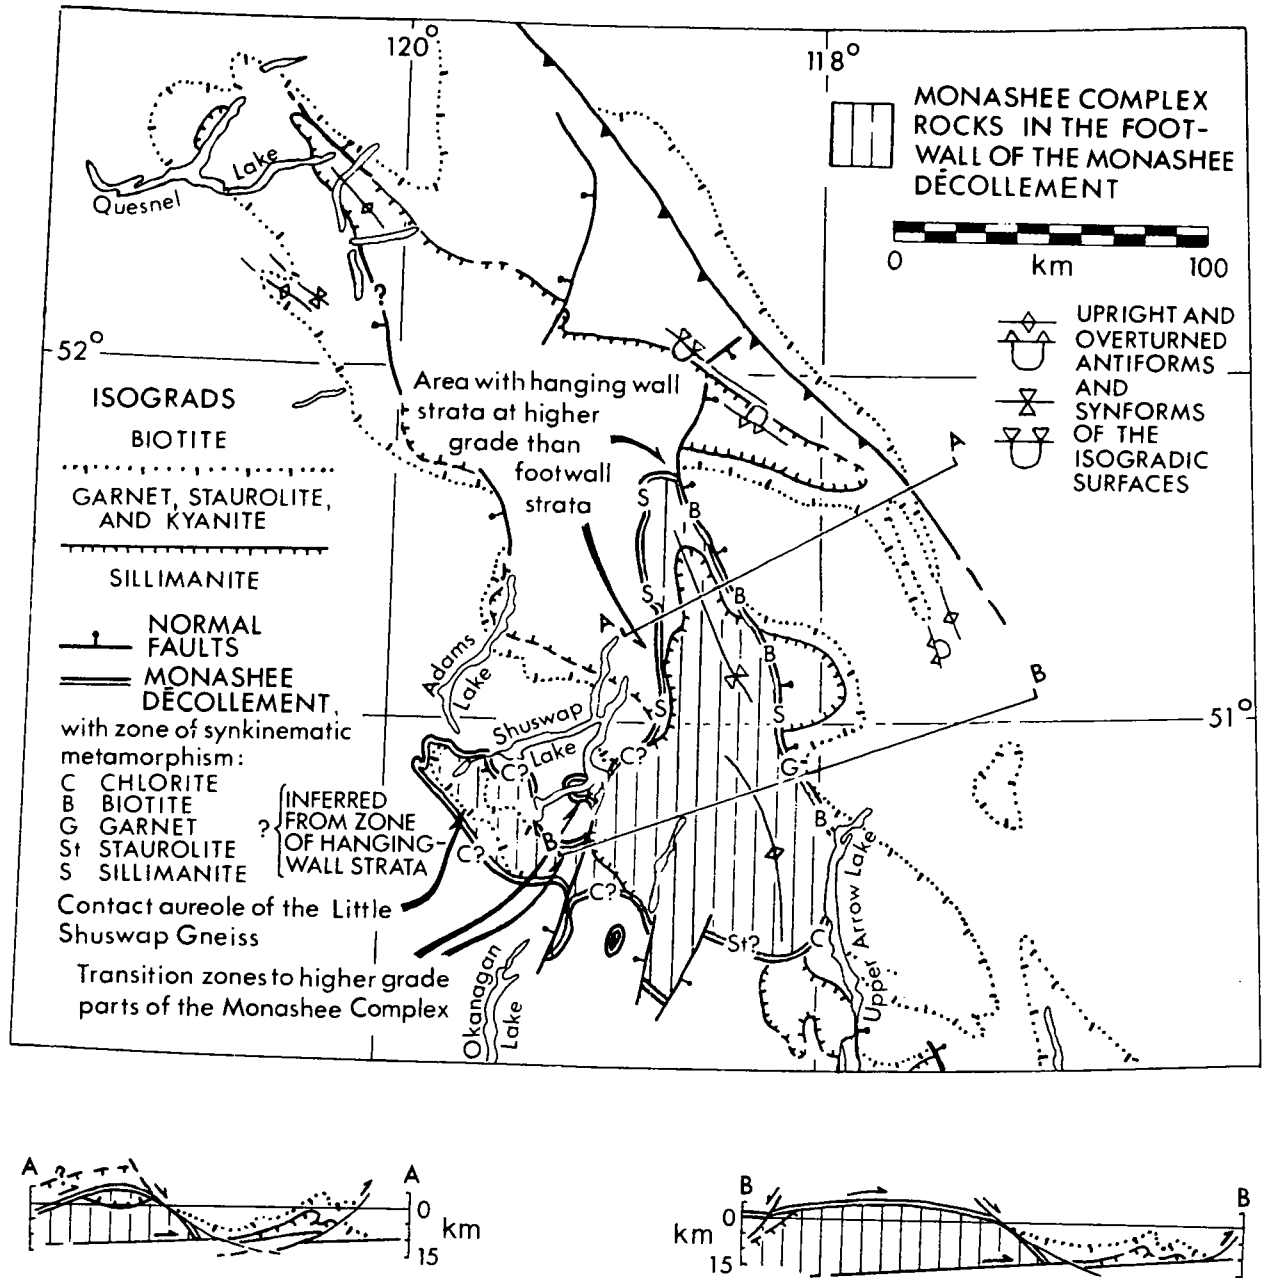 120°
118°
MONASHEE COMPLEX
ROCKS IN THE FOOT-
WALL OF THE MONASHEE
DÉCOLLEMENT
0 km 100
UPRIGHT AND
OVERTURNED
ANTIFORMS
AND
SYNFORMS
OF THE
ISOGRADIC
SURFACES
Quesnel
Lake
?
52°
Area with hanging wall
strata at higher
grade than
footwall
strata
ISOGRADS
BIOTITE
GARNET, STAUROLITE,
AND KYANITE
SILLIMANITE
NORMAL
FAULTS
MONASHEE
DÉCOLLEMENT,
with zone of synkinematic
metamorphism:
C CHLORITE
B BIOTITE
G GARNET
St STAUROLITE
S SILLIMANITE
?
INFERRED
FROM ZONE
OF HANGING-
WALL STRATA
Contact aureole of the Little
Shuswap Gneiss
Transition zones to higher grade
parts of the Monashee Complex
A
S
B
S
B
A
B
B
S
S
51°
Adams
Lake
Shuswap
Lake
C?
C?
G
B
B
C?
C?
St?
C
Upper Arrow Lake
Okanagan
Lake
A
?
A
0
km
15
B
B
0
km
15